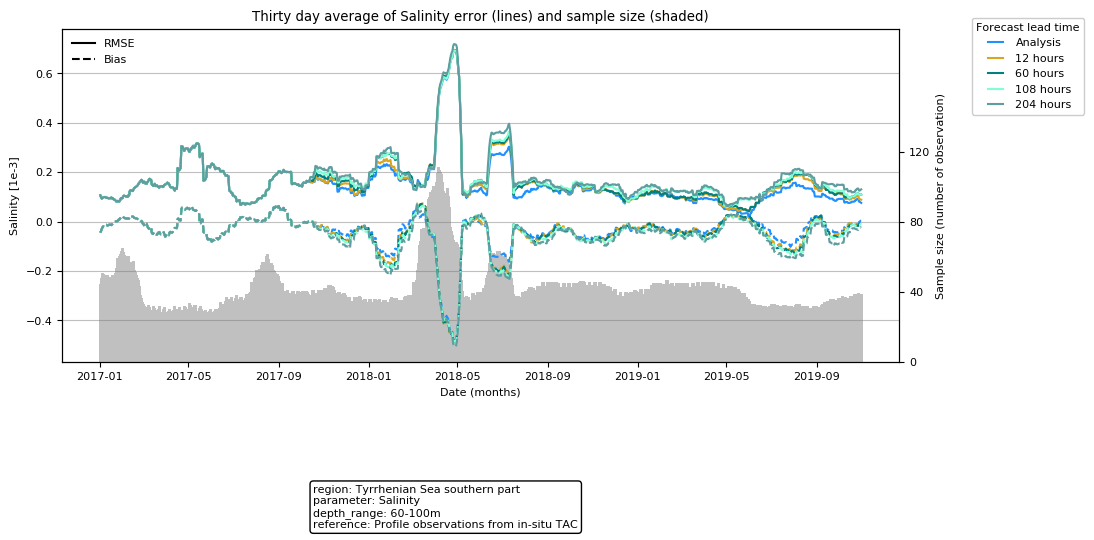 Thirty day average of Salinity error (lines) and sample size (shaded)
RMSE
Bias
Forecast lead time
Analysis
12 hours
60 hours
108 hours
204 hours
Salinity [1e-3]
0.6
0.4
0.2
0.0
−0.2
−0.4
Sample size (number of observation)
120
80
40
0
2017-01 2017-05 2017-09 2018-01 2018-05 2018-09 2019-01 2019-05 2019-09
Date (months)
region: Tyrrhenian Sea southern part
parameter: Salinity
depth_range: 60-100m
reference: Profile observations from in-situ TAC